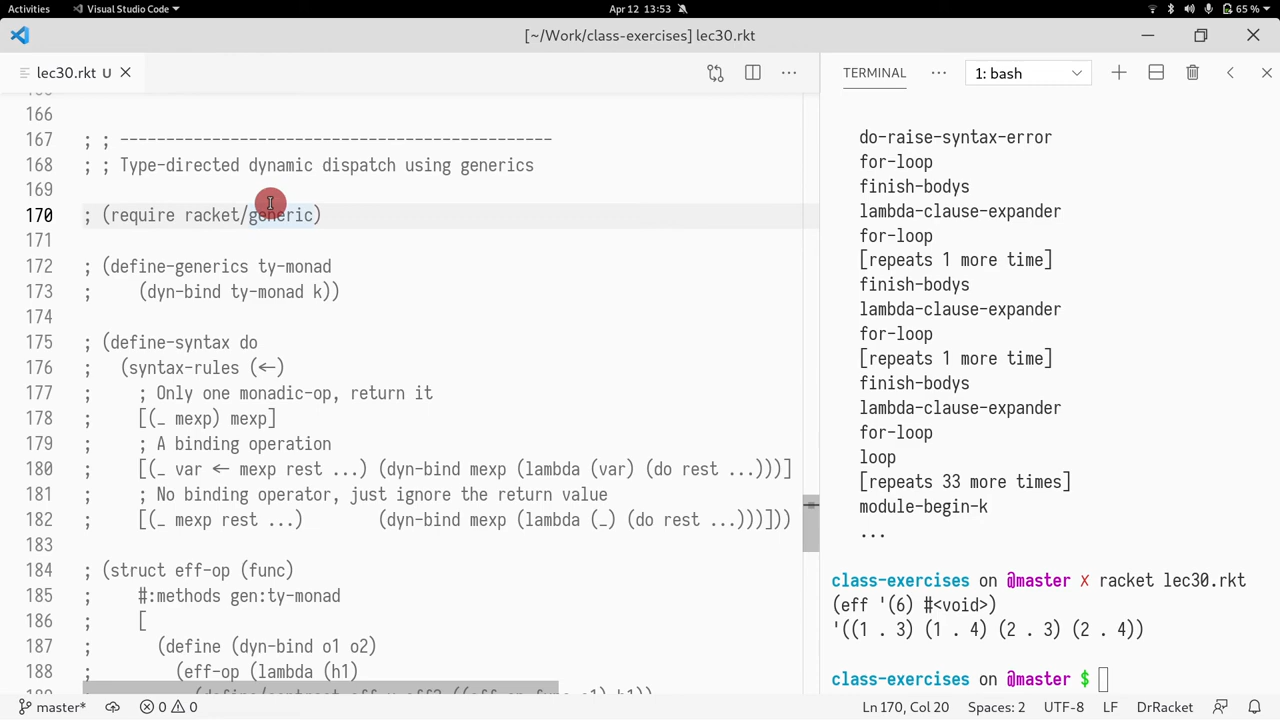 Activities Visual Studio Code Apr 12 13:53 65 %
[~/Work/class-exercises] lec30.rkt
lec30.rkt U
TERMINAL 1: bash
166
167 ; ; -----------------------------------------------
168 ; ; Type-directed dynamic dispatch using generics
169
170 ; (require racket/generic)
171
172 ; (define-generics ty-monad
173 ;     (dyn-bind ty-monad k))
174
175 ; (define-syntax do
176 ;   (syntax-rules (←)
177 ;     ; Only one monadic-op, return it
178 ;     [(_ mexp) mexp]
179 ;     ; A binding operation
180 ;     [(_ var ← mexp rest ...) (dyn-bind mexp (lambda (var) (do rest ...)))]
181 ;     ; No binding operator, just ignore the return value
182 ;     [(_ mexp rest ...)       (dyn-bind mexp (lambda (_) (do rest ...)))]))
183
184 ; (struct eff-op (func)
185 ;     #:methods gen:ty-monad
186 ;     [
187 ;       (define (dyn-bind o1 o2)
188 ;         (eff-op (lambda (h1)
do-raise-syntax-error
for-loop
finish-bodys
lambda-clause-expander
for-loop
[repeats 1 more time]
finish-bodys
lambda-clause-expander
for-loop
[repeats 1 more time]
finish-bodys
lambda-clause-expander
for-loop
loop
[repeats 33 more times]
module-begin-k
...
class-exercises on @master ✗ racket lec30.rkt
(eff '(6) #<void>)
'((1 . 3) (1 . 4) (2 . 3) (2 . 4))
class-exercises on @master $
master* 0 0 Ln 170, Col 20 Spaces: 2 UTF-8 LF DrRacket